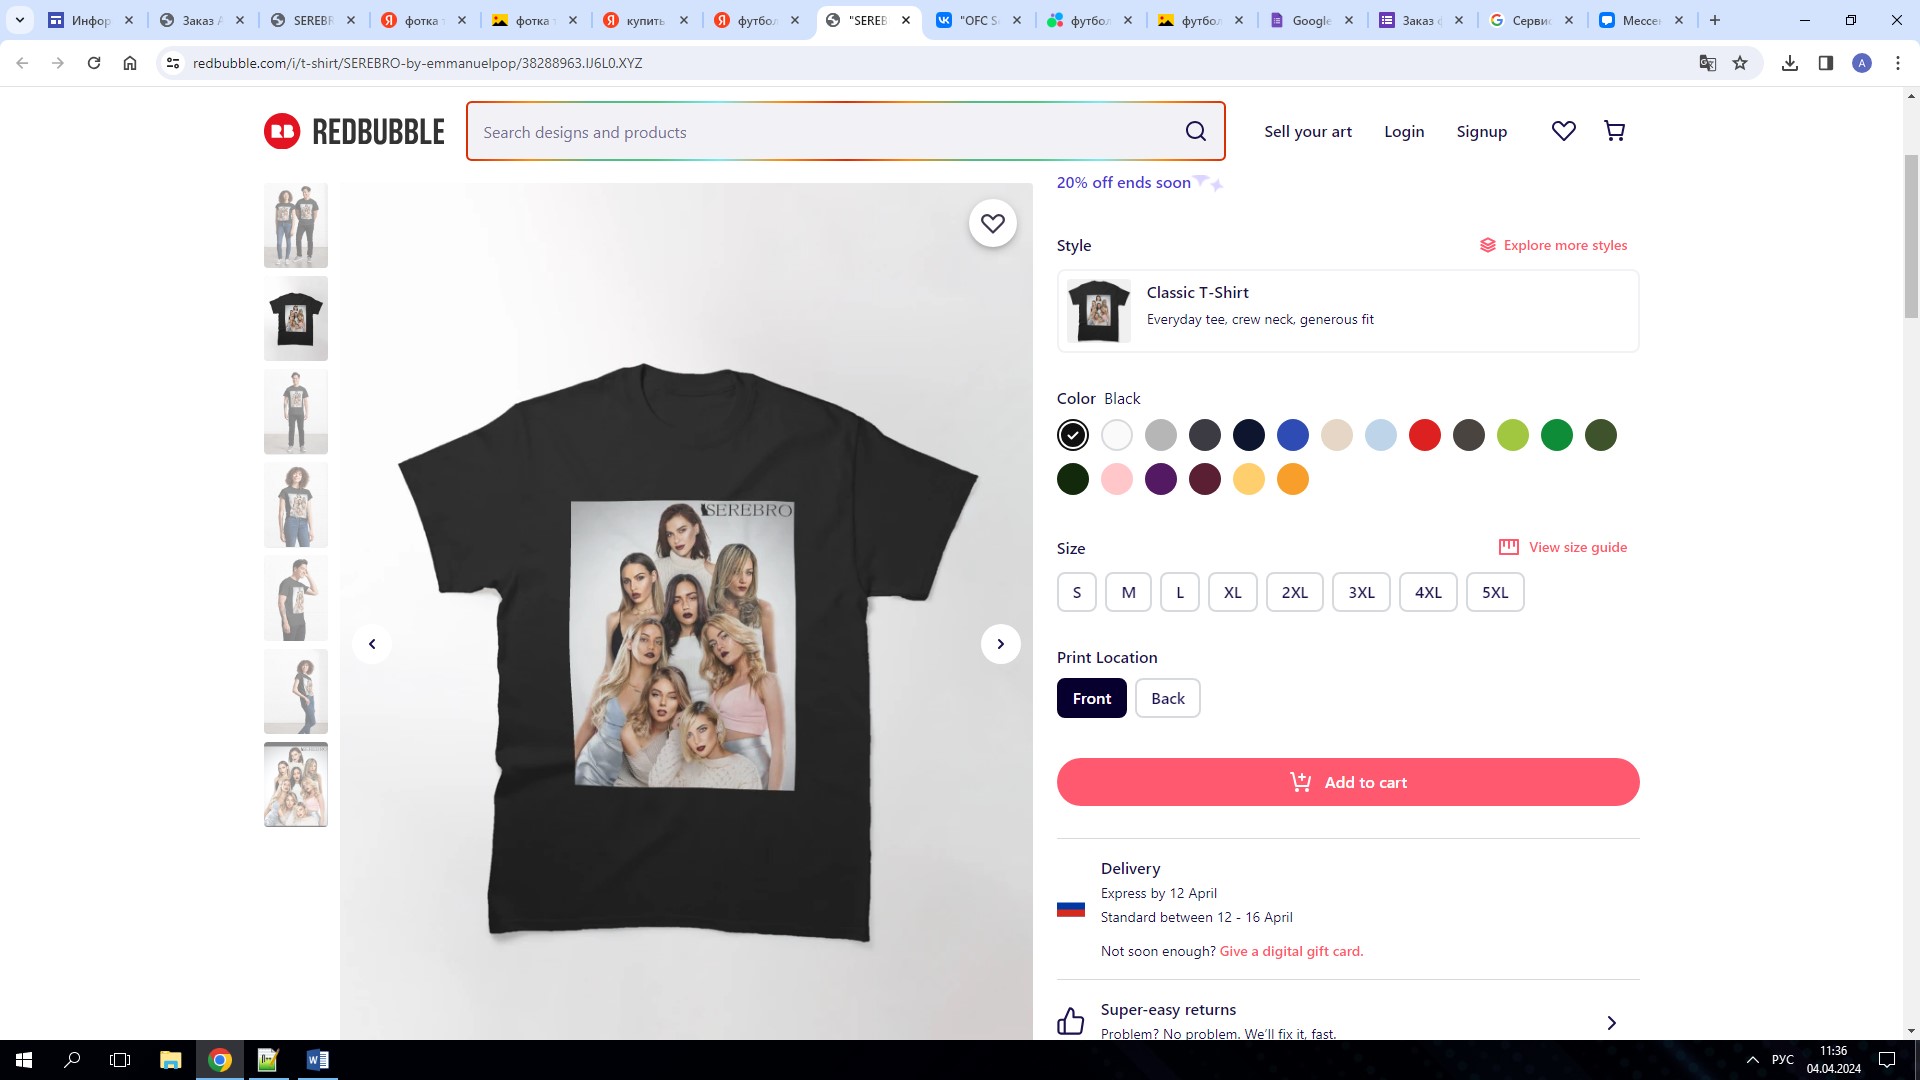 Инфор
Заказ
SEREBR
фотка
фотка
купить
футбол
"SEREB
"OFC S
футбо
футбол
Google
Заказ
Сервис
Мессе
redbubble.com/i/t-shirt/SEREBRO-by-emmanuelpop/38288963.IJ6L0.XYZ
A
RB REDBUBBLE
Search designs and products
Sell your art
Login
Signup
20% off ends soon
Style
Explore more styles
Classic T-Shirt
Everyday tee, crew neck, generous fit
Color Black
SEREBRO
Size
View size guide
S M L XL 2XL 3XL 4XL 5XL
Print Location
Front Back
Add to cart
Delivery
Express by 12 April
Standard between 12 - 16 April
Not soon enough? Give a digital gift card.
Super-easy returns
Problem? No problem. We'll fix it, fast.
РУС
11:36
04.04.2024